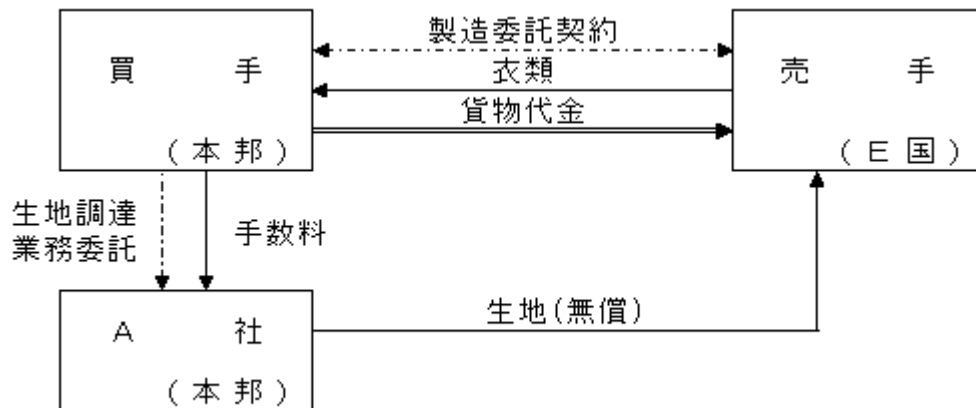 製造委託契約
買手
衣類
売手
貨物代金
(本邦)
(E国)
生地調達
業務委託
手数料
A社
生地(無償)
(本邦)